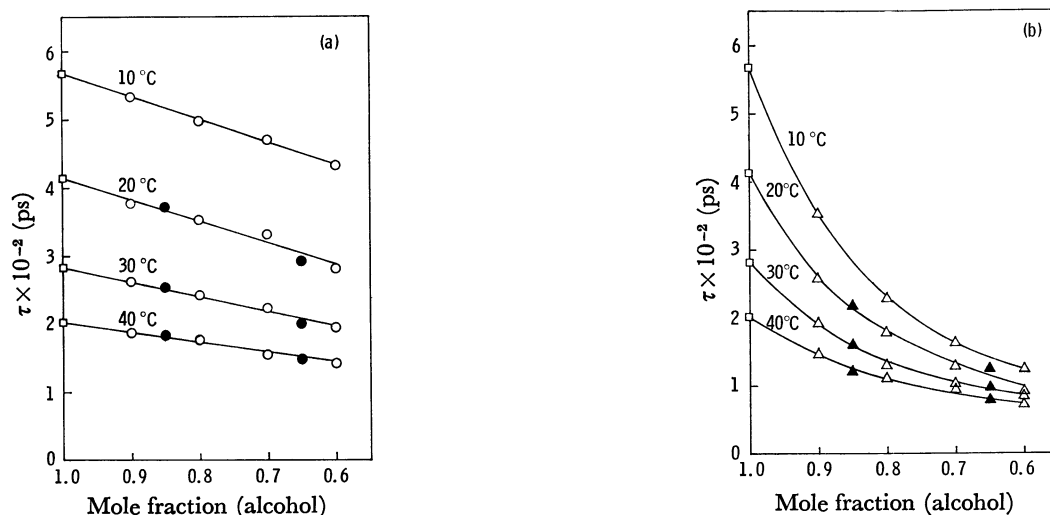 (a)
6
5
4
3
2
1
0
τ × 10⁻² (ps)
10 °C
20 °C
30 °C
40 °C
1.0 0.9 0.8 0.7 0.6
Mole fraction (alcohol)
(b)
6
5
4
3
2
1
0
τ × 10⁻² (ps)
10°C
20°C
30°C
40°C
1.0 0.9 0.8 0.7 0.6
Mole fraction (alcohol)